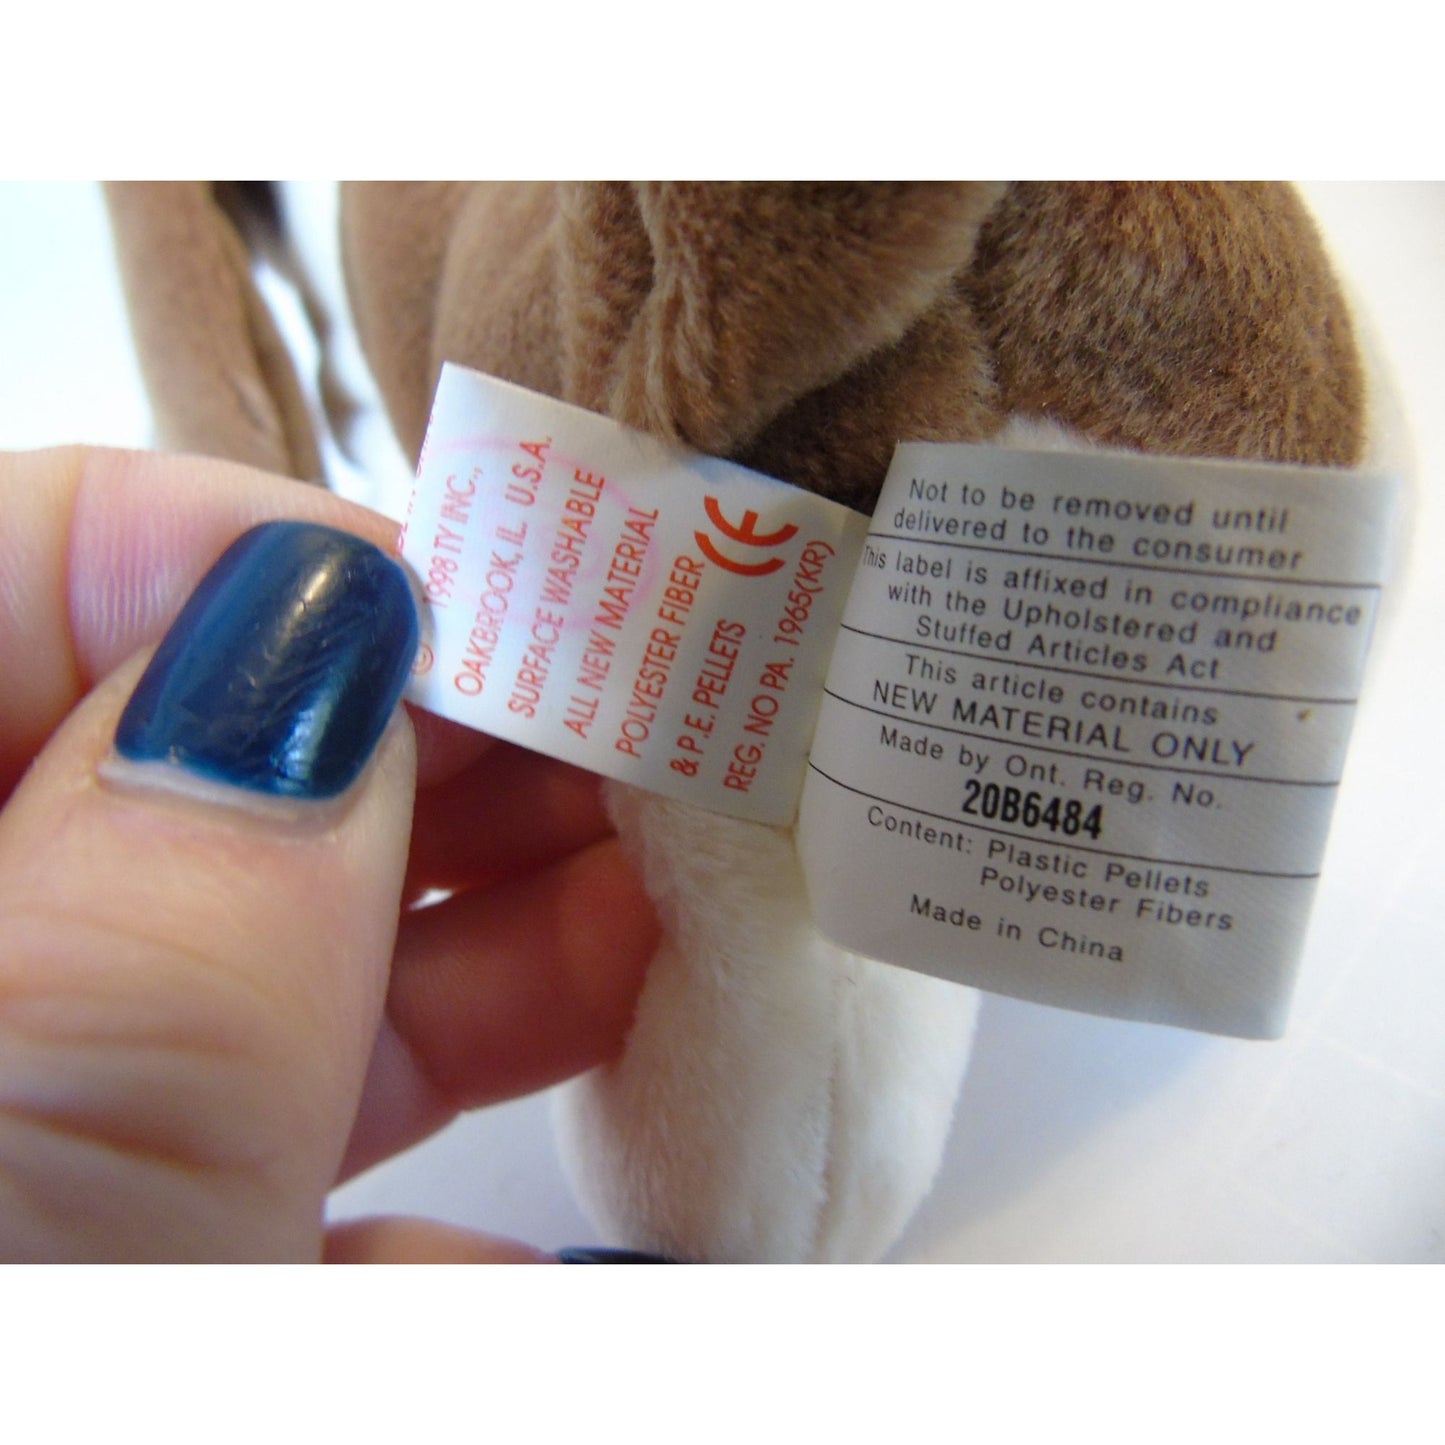 © 1998 TY INC.,
OAKBROOK, IL. U.S.A.
SURFACE WASHABLE
ALL NEW MATERIAL
POLYESTER FIBER
& P.E. PELLETS
CE
REG. NO PA. 1965(KR)
Not to be removed until
delivered to the consumer
This label is affixed in compliance
with the Upholstered and
Stuffed Articles Act
This article contains
NEW MATERIAL ONLY
Made by Ont. Reg. No.
20B6484
Content: Plastic Pellets
Polyester Fibers
Made in China